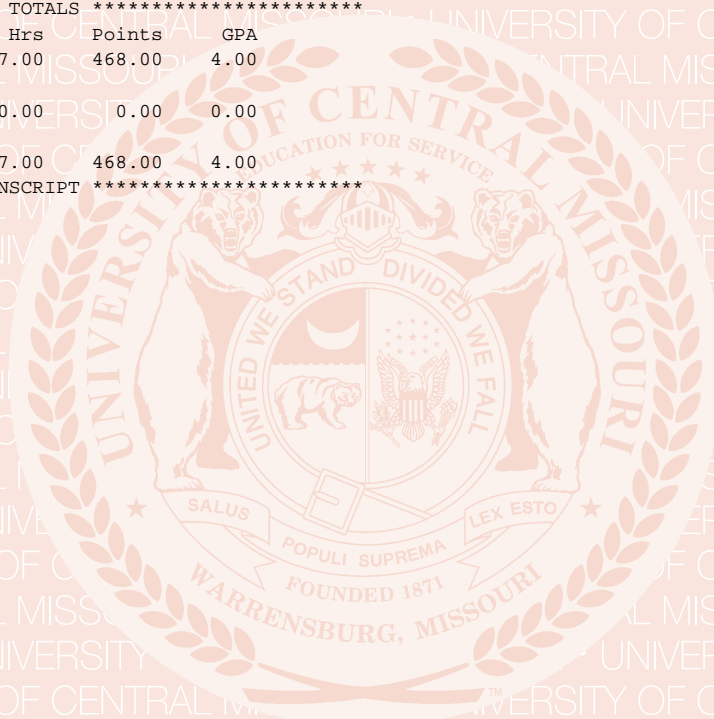 TOTALS ***********************
Hrs Points GPA
7.00 468.00 4.00
0.00 0.00 0.00
7.00 468.00 4.00
NSCRIPT ***********************
UNIVERSITY OF CENTRAL MISSOURI
EDUCATION FOR SERVICE
★★★★★
UNITED WE STAND DIVIDED WE FALL
SALUS POPULI SUPREMA LEX ESTO
FOUNDED 1871
WARRENSBURG, MISSOURI
TM